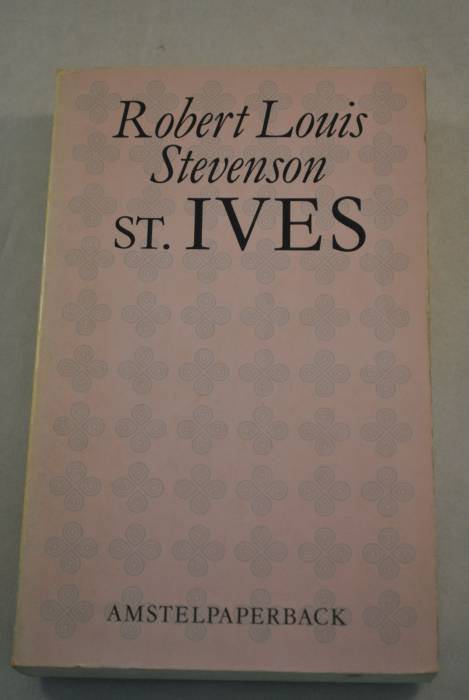 Robert Louis
Stevenson
ST. IVES
AMSTELPAPERBACK